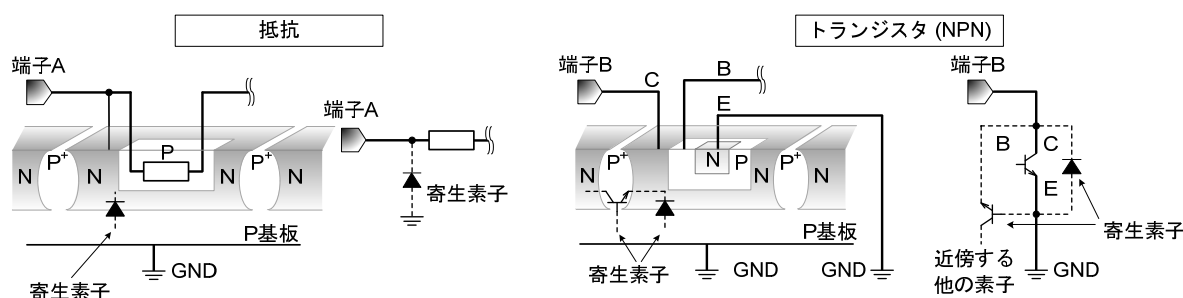 抵抗
トランジスタ (NPN)
端子A
N
P+
N
P
N
P+
N
P基板
GND
寄生素子
端子A
寄生素子
端子B
C
B
E
N
P+
N
P
N
P+
N
P基板
寄生素子
GND
GND
端子B
B
C
E
寄生素子
近傍する
他の素子
GND